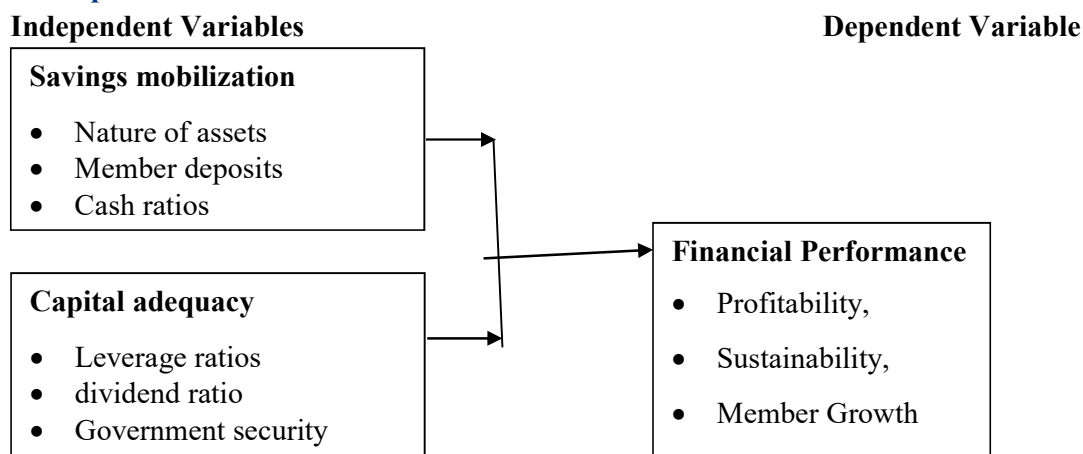 Independent Variables
Dependent Variable
Savings mobilization
• Nature of assets
• Member deposits
• Cash ratios
Capital adequacy
• Leverage ratios
• dividend ratio
• Government security
Financial Performance
• Profitability,
• Sustainability,
• Member Growth